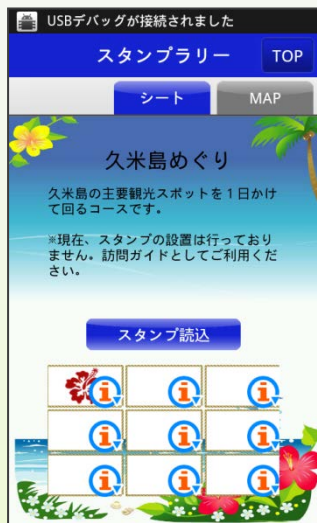 USBデバッグが接続されました
スタンプラリー
TOP
シート
MAP
久米島めぐり
久米島の主要観光スポットを１日かけ
て回るコースです。
※現在、スタンプの設置は行っており
ません。訪問ガイドとしてご利用くだ
さい。
スタンプ読込
i i i
i i i
i i i